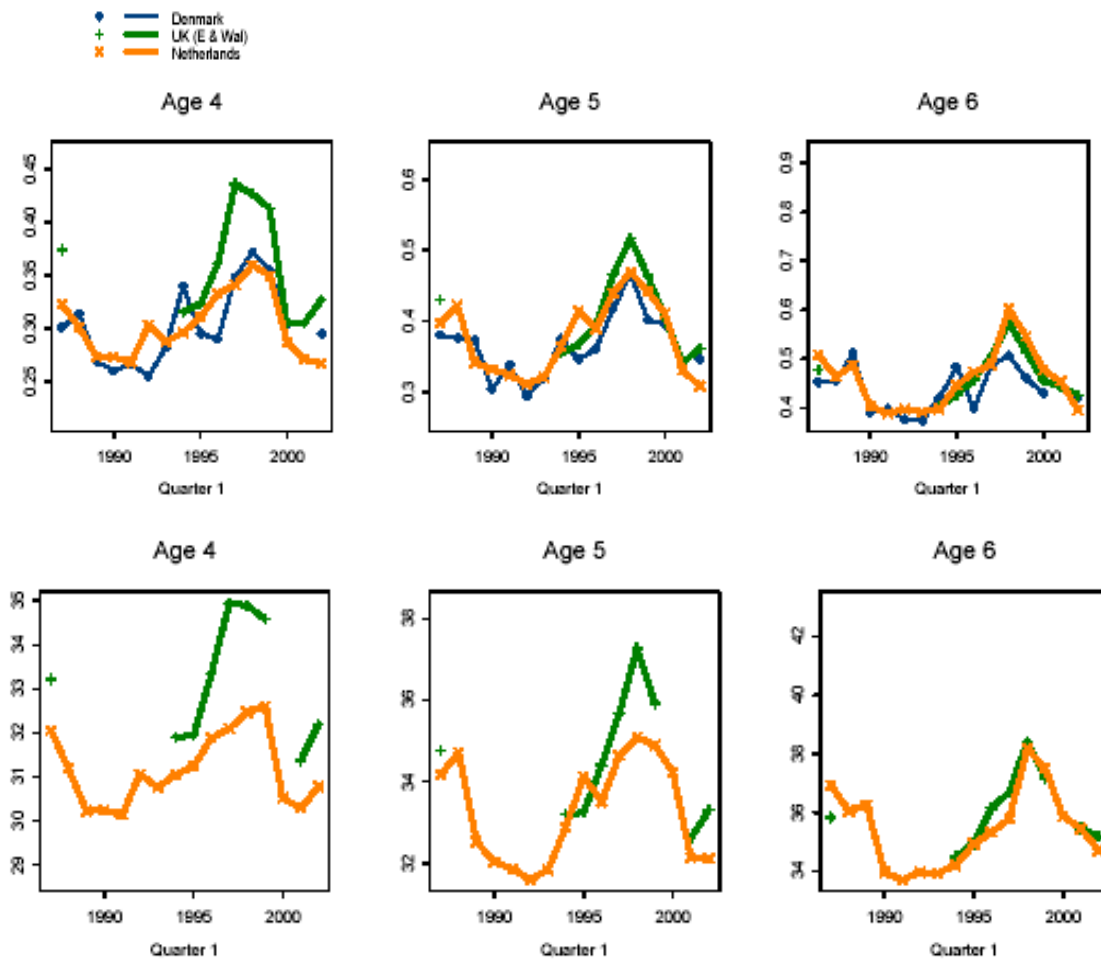 Denmark
UK (E & Wal)
Netherlands
Age 4
Age 5
Age 6
0.45
0.40
0.35
0.30
0.25
0.6
0.5
0.4
0.3
0.9
0.8
0.7
0.6
0.5
0.4
1990 1995 2000
1990 1995 2000
1990 1995 2000
Quarter 1
Quarter 1
Quarter 1
Age 4
Age 5
Age 6
35
34
33
32
31
30
29
38
36
34
32
42
40
38
36
34
1990 1995 2000
1990 1995 2000
1990 1995 2000
Quarter 1
Quarter 1
Quarter 1